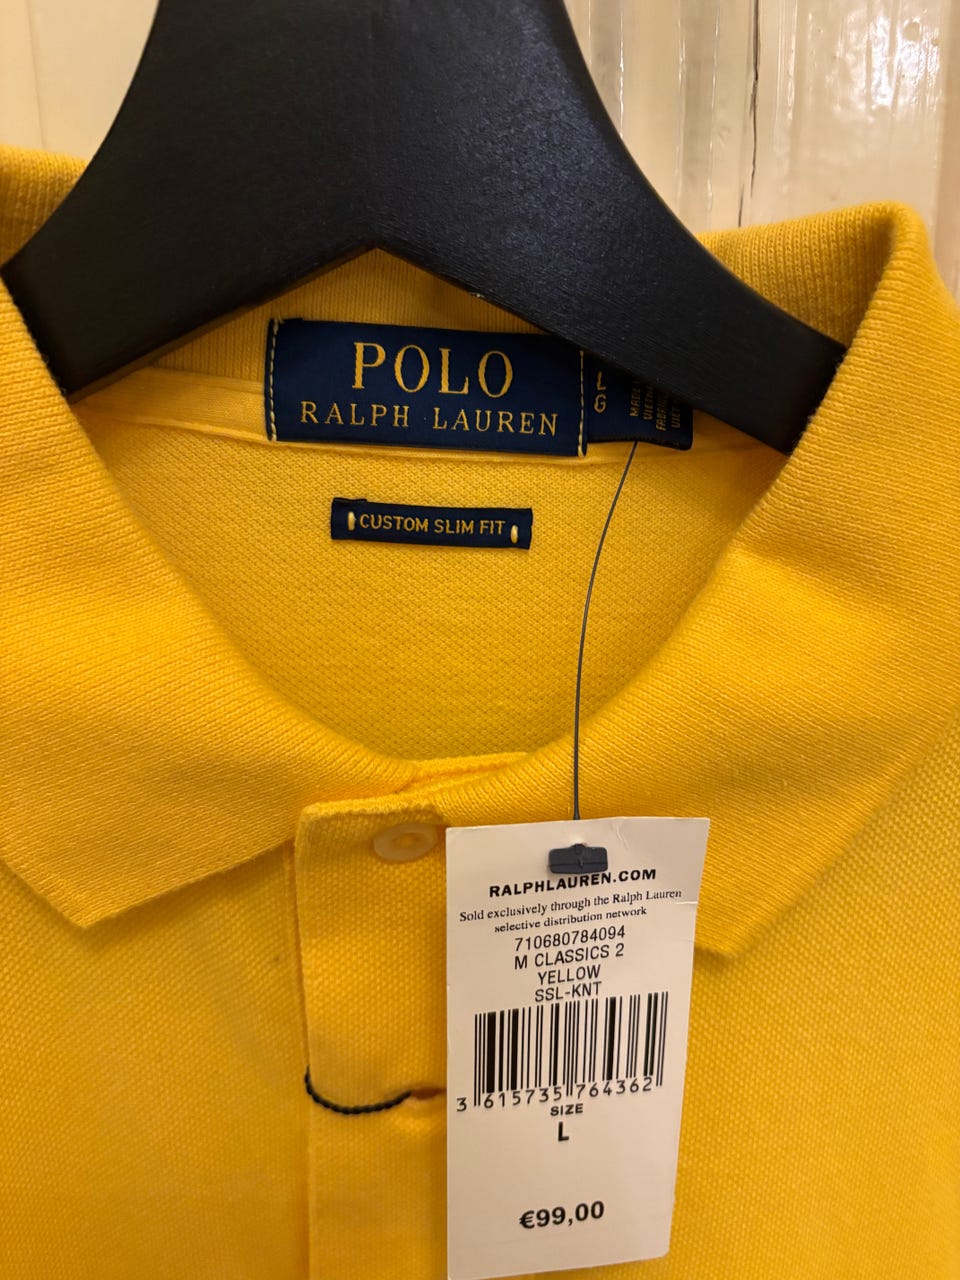 POLO
RALPH LAUREN
L
G
MADE
CUSTOM SLIM FIT
RALPHLAUREN.COM
Sold exclusively through the Ralph Lauren
selective distribution network
710680784094
M CLASSICS 2
YELLOW
SSL-KNT
3 615735 764362
SIZE
L
€99,00